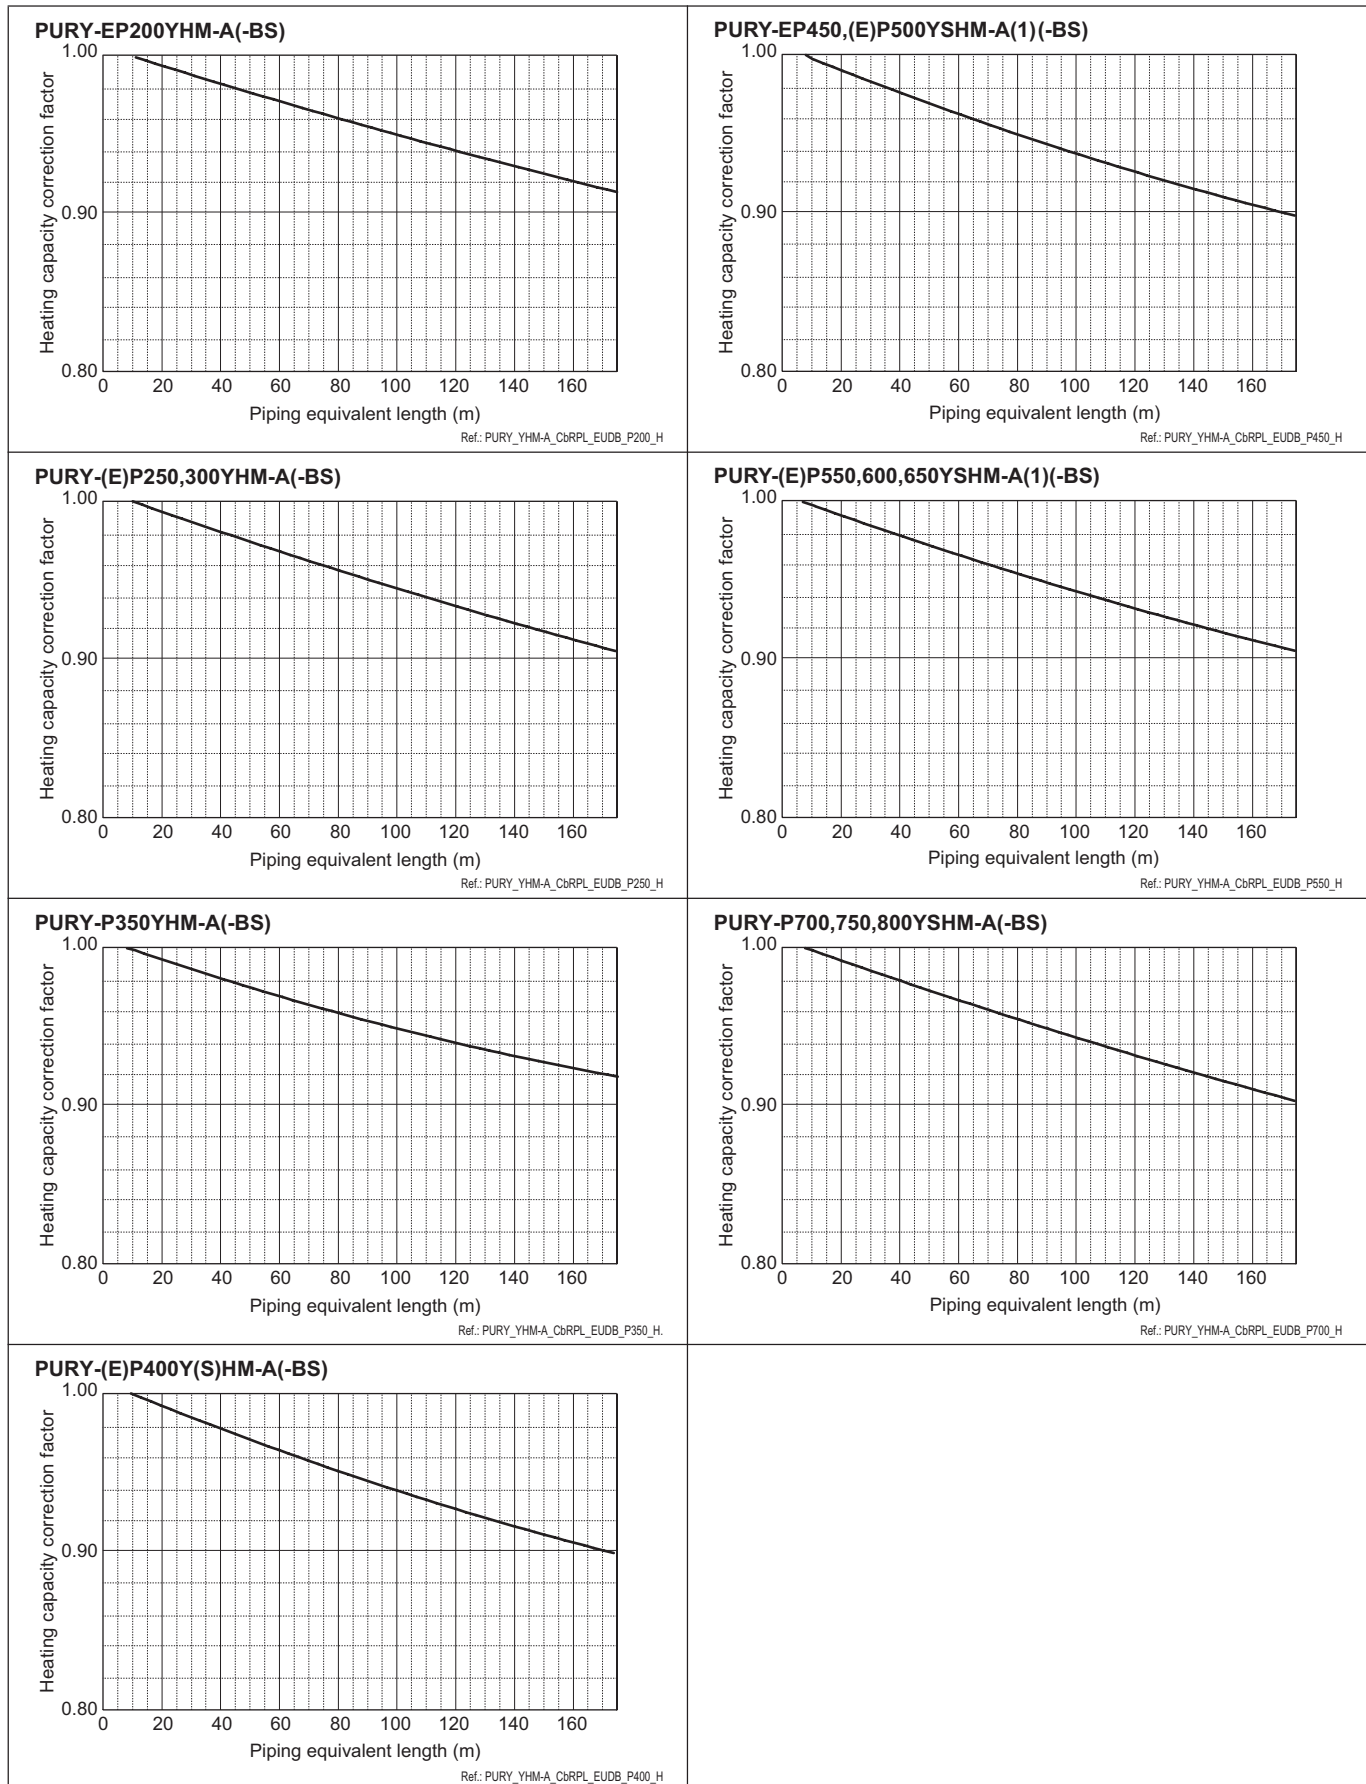 PURY-EP200YHM-A(-BS)
Heating capacity correction factor
1.00
0.90
0.80
0 20 40 60 80 100 120 140 160
Piping equivalent length (m)
Ref.: PURY_YHM-A_CbRPL_EUDB_P200_H
PURY-EP450,(E)P500YSHM-A(1)(-BS)
Heating capacity correction factor
1.00
0.90
0.80
0 20 40 60 80 100 120 140 160
Piping equivalent length (m)
Ref.: PURY_YHM-A_CbRPL_EUDB_P450_H
PURY-(E)P250,300YHM-A(-BS)
Heating capacity correction factor
1.00
0.90
0.80
0 20 40 60 80 100 120 140 160
Piping equivalent length (m)
Ref.: PURY_YHM-A_CbRPL_EUDB_P250_H
PURY-(E)P550,600,650YSHM-A(1)(-BS)
Heating capacity correction factor
1.00
0.90
0.80
0 20 40 60 80 100 120 140 160
Piping equivalent length (m)
Ref.: PURY_YHM-A_CbRPL_EUDB_P550_H
PURY-P350YHM-A(-BS)
Heating capacity correction factor
1.00
0.90
0.80
0 20 40 60 80 100 120 140 160
Piping equivalent length (m)
Ref.: PURY_YHM-A_CbRPL_EUDB_P350_H.
PURY-P700,750,800YSHM-A(-BS)
Heating capacity correction factor
1.00
0.90
0.80
0 20 40 60 80 100 120 140 160
Piping equivalent length (m)
Ref.: PURY_YHM-A_CbRPL_EUDB_P700_H
PURY-(E)P400Y(S)HM-A(-BS)
Heating capacity correction factor
1.00
0.90
0.80
0 20 40 60 80 100 120 140 160
Piping equivalent length (m)
Ref.: PURY_YHM-A_CbRPL_EUDB_P400_H